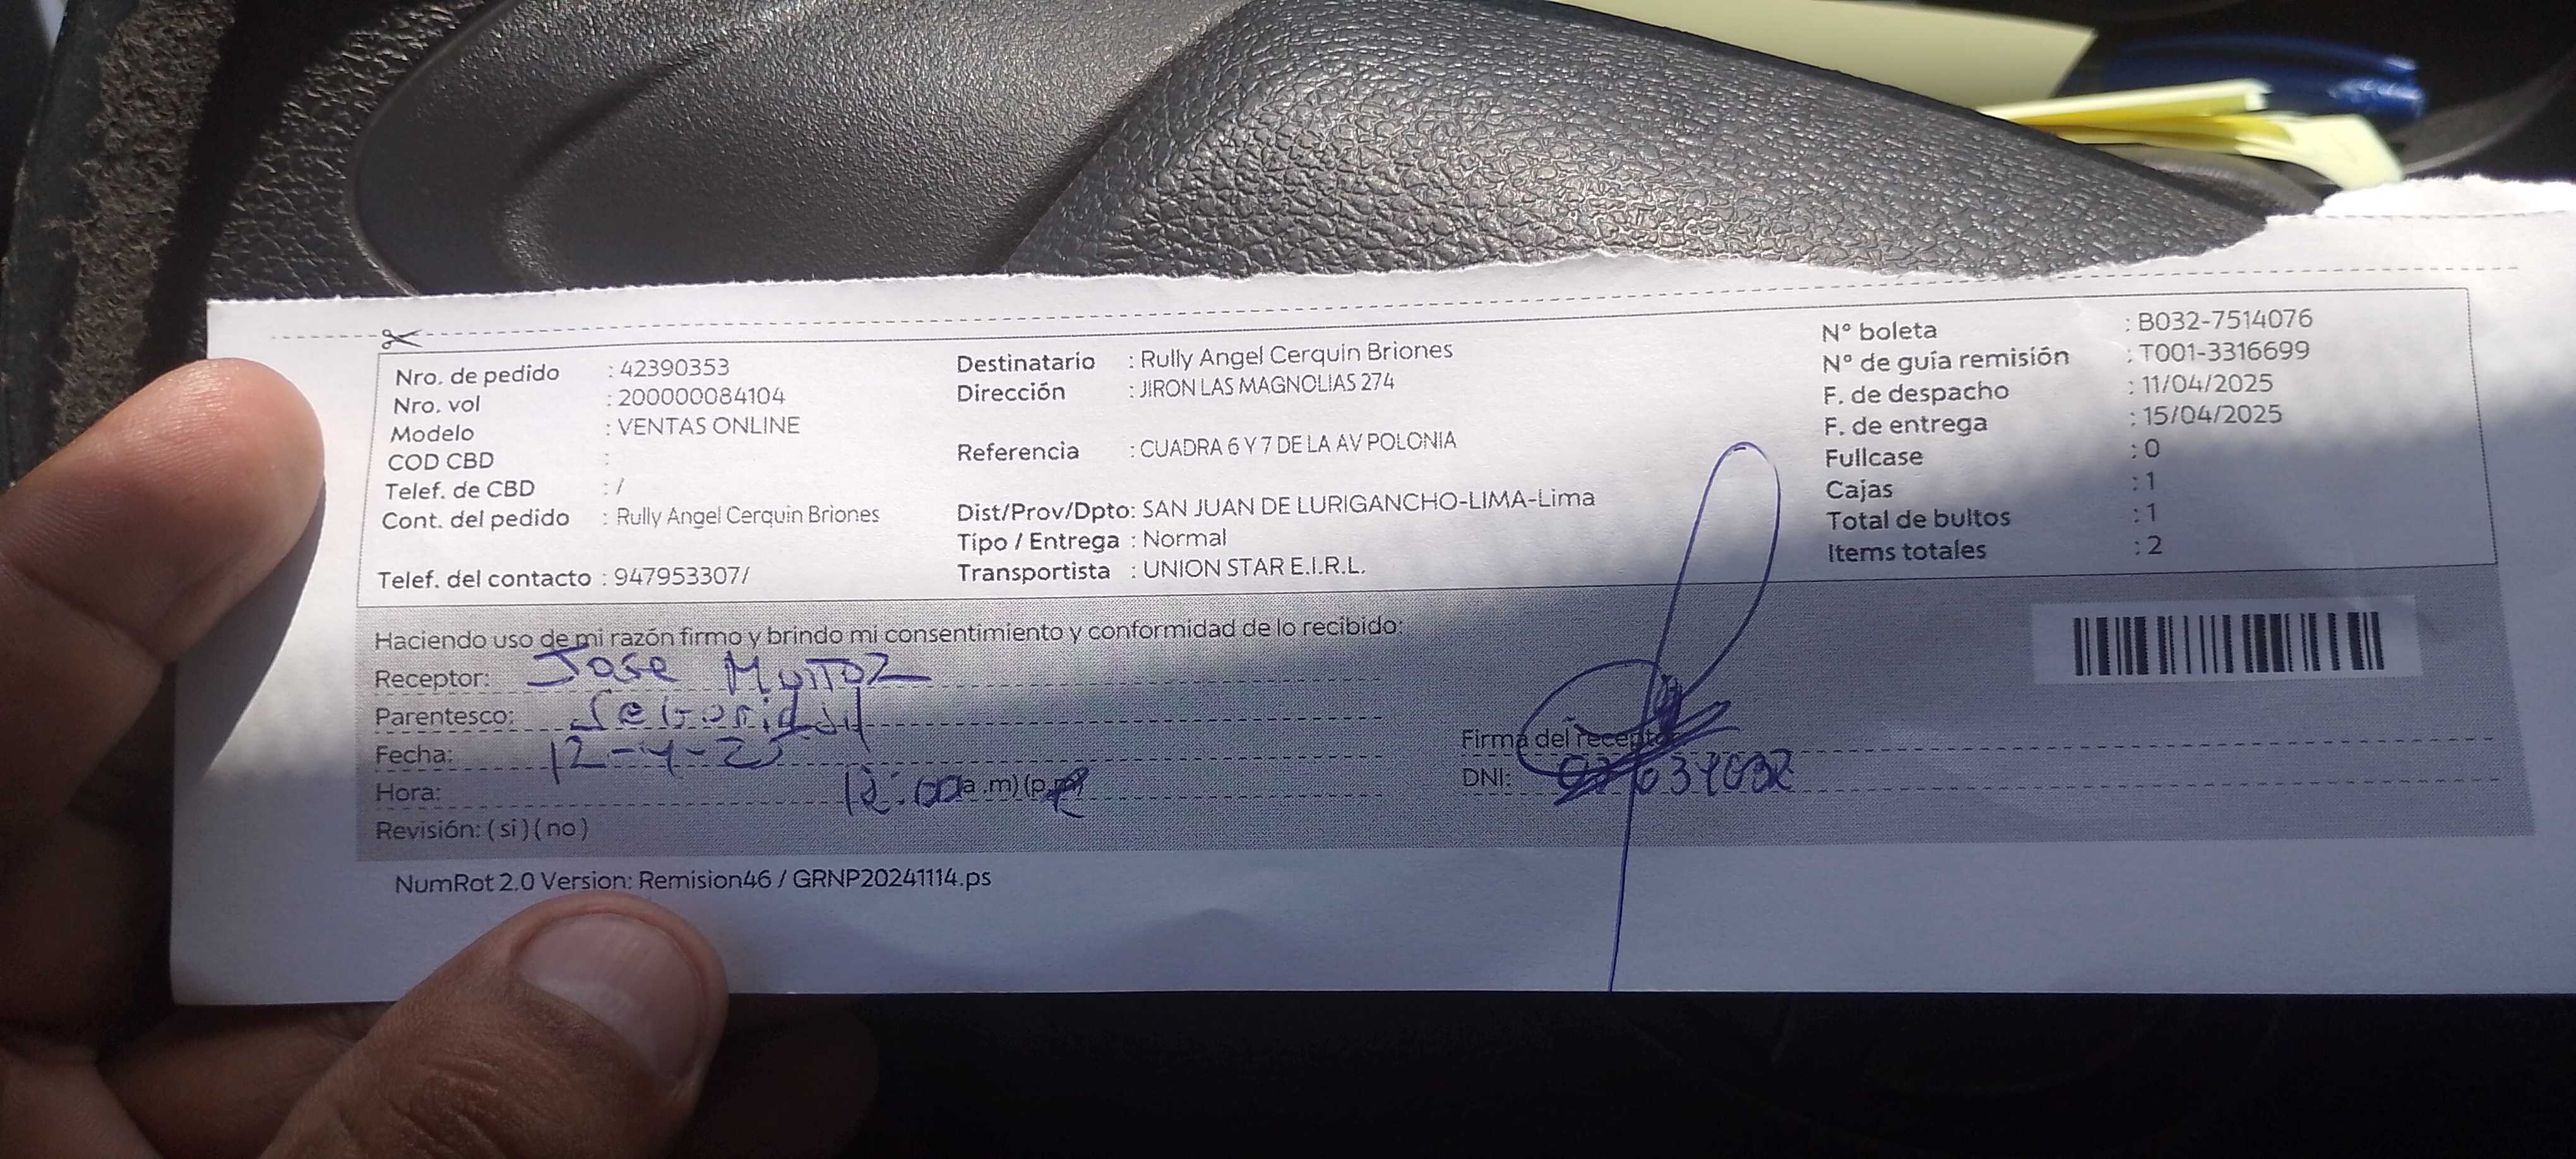 Nro. de pedido : 42390353
Nro. vol : 200000084104
Modelo : VENTAS ONLINE
COD CBD :
Telef. de CBD : /
Cont. del pedido : Rully Angel Cerquin Briones
Telef. del contacto : 947953307/
Destinatario : Rully Angel Cerquin Briones
Dirección : JIRON LAS MAGNOLIAS 274
Referencia : CUADRA 6 Y 7 DE LA AV POLONIA
Dist/Prov/Dpto: SAN JUAN DE LURIGANCHO-LIMA-Lima
Tipo / Entrega : Normal
Transportista : UNION STAR E.I.R.L.
N° boleta : B032-7514076
N° de guía remisión : T001-3316699
F. de despacho : 11/04/2025
F. de entrega : 15/04/2025
Fullcase : 0
Cajas : 1
Total de bultos : 1
Items totales : 2
Haciendo uso de mi razón firmo y brindo mi consentimiento y conformidad de lo recibido:
Receptor: Jose Muñoz
Parentesco:
Fecha: 12-4-25
Hora: 12:00 (a.m) (p.m)
Revisión: ( si ) ( no )
Firma del receptor
DNI:
NumRot 2.0 Version: Remision46 / GRNP20241114.ps